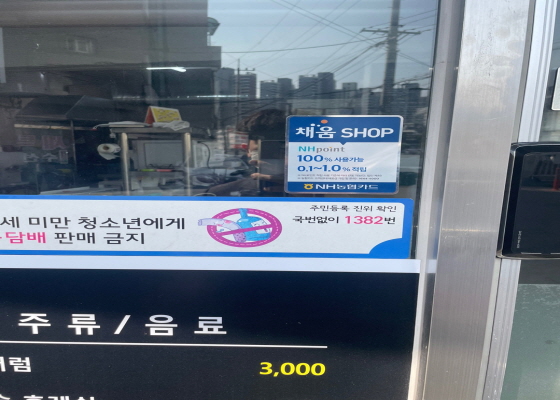 채움 SHOP
NHpoint
100% 사용가능
0.1~1.0% 적립
NH농협카드
세 미만 청소년에게
담배 판매 금지
주민등록 진위 확인
국번없이 1382번
주류/음료
처럼
3,000